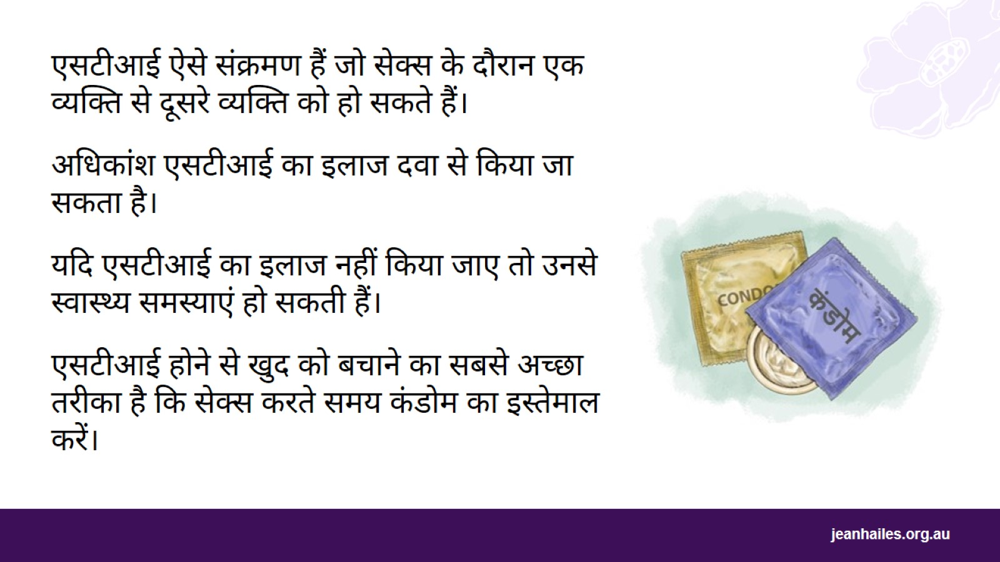 एसटीआई ऐसे संक्रमण हैं जो सेक्स के दौरान एक
व्यक्ति से दूसरे व्यक्ति को हो सकते हैं।
अधिकांश एसटीआई का इलाज दवा से किया जा
सकता है।
यदि एसटीआई का इलाज नहीं किया जाए तो उनसे
स्वास्थ्य समस्याएं हो सकती हैं।
एसटीआई होने से खुद को बचाने का सबसे अच्छा
तरीका है कि सेक्स करते समय कंडोम का इस्तेमाल
करें।
कंडोम
jeanhailes.org.au